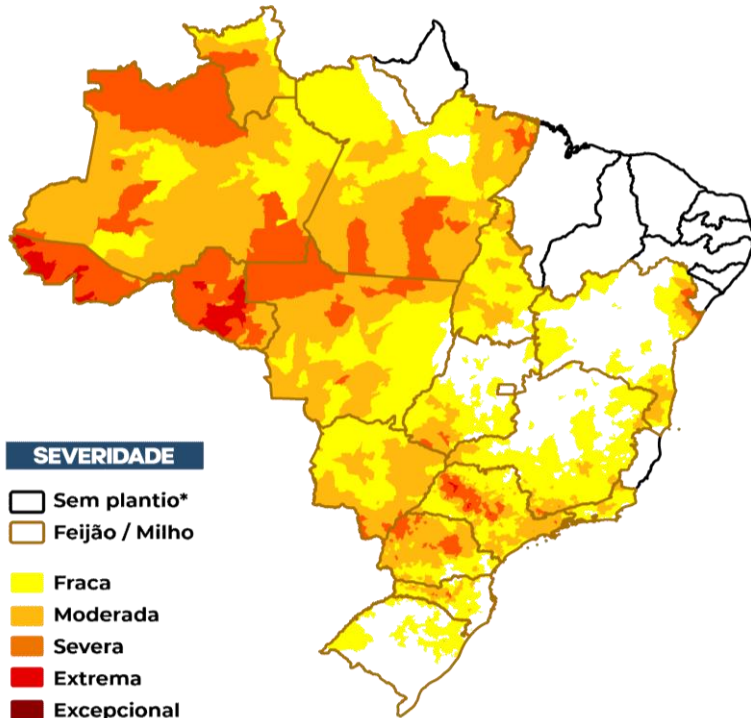 SEVERIDADE
Sem plantio*
Feijão / Milho
Fraca
Moderada
Severa
Extrema
Excepcional